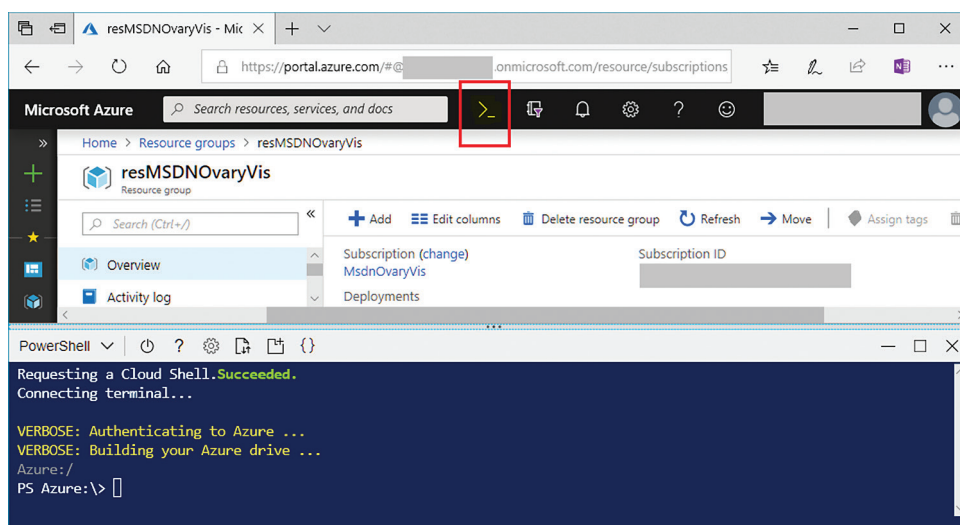 resMSDNOvaryVis - Mic
https://portal.azure.com/#@ .onmicrosoft.com/resource/subscriptions
Microsoft Azure Search resources, services, and docs >_ ?
Home > Resource groups > resMSDNOvaryVis
resMSDNOvaryVis
Resource group
Search (Ctrl+/) « Add Edit columns Delete resource group Refresh Move Assign tags
Subscription (change) Subscription ID
Overview
MsdnOvaryVis
Activity log Deployments
PowerShell ? {}
Requesting a Cloud Shell.Succeeded.
Connecting terminal...
VERBOSE: Authenticating to Azure ...
VERBOSE: Building your Azure drive ...
Azure:/
PS Azure:\>